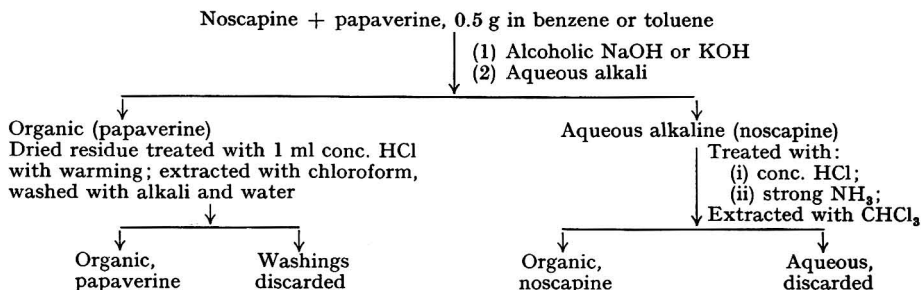 Noscapine + papaverine, 0.5 g in benzene or toluene
(1) Alcoholic NaOH or KOH
(2) Aqueous alkali
Organic (papaverine)
Dried residue treated with 1 ml conc. HCl
with warming; extracted with chloroform,
washed with alkali and water
Organic,
papaverine
Washings
discarded
Aqueous alkaline (noscapine)
Treated with:
(i) conc. HCl;
(ii) strong NH₃;
Extracted with CHCl₃
Organic,
noscapine
Aqueous,
discarded